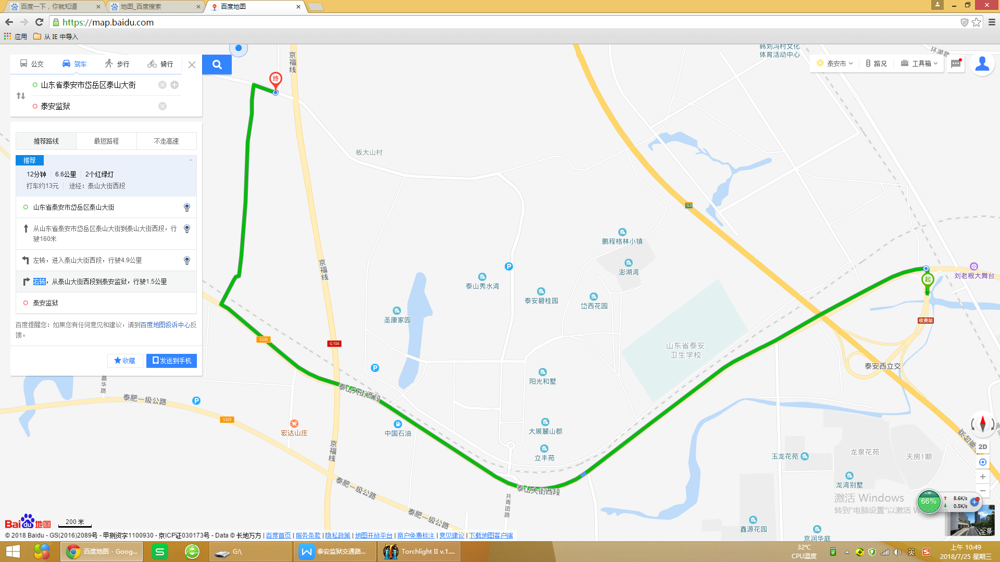 百度一下，你就知道
地图_百度搜索
百度地图
https://map.baidu.com
应用
从 IE 中导入
公交
驾车
步行
骑行
山东省泰安市岱岳区泰山大街
泰安监狱
推荐路线
最短路程
不走高速
推荐
12分钟
6.6公里
2个红绿灯
打车约13元
途经：泰山大街西段
山东省泰安市岱岳区泰山大街
从山东省泰安市岱岳区泰山大街到泰山大街西段，行
驶160米
左转，进入泰山大街西段，行驶4.9公里
右转，从泰山大街西段到泰安监狱，行驶1.5公里
泰安监狱
百度提醒您：如果您有任何意见和建议，请到百度地图投诉中心反
馈。
收藏
发送到手机
泰安市
路况
工具箱
韩刘冯村文化
体育活动中心
环湖路
京福线
终
板大山村
G3
鹏程格林小镇
澎湖湾
P
泰山秀水湾
泰安碧桂园
岱西花园
京福线
圣康家园
起
刘老根大舞台
收费站
S330
G104
山东省泰安
卫生学校
泰安西立交
P
阳光和墅
晶华路
泰山大街西段
泰肥一级公路
P
S329
宏达山庄
中国石油
大展麓山郡
立丰苑
京福线
泰肥一级公路
泰山大街西段
共青团路
泰肥一级公路
玉龙花苑
龙泉花苑
天房1期
龙湾别墅
鑫源花园
京润华庭
2D
激活 Windows
转到“电脑设置”以激活 Windows
66%
8.6K/s
0.5K/s
全景
Bai du 地图
200 米
© 2018 Baidu - GS(2016)2089号 - 甲测资字1100930 - 京ICP证030173号 - Data © 长地万方 | 百度首页 | 服务条款 | 隐私政策 | 地图开放平台 | 商户免费标注 | 意见建议 | 下载地图客户端
百度地图 - Goog...
G:\
泰安监狱交通路...
Torchlight II v.1....
32℃
CPU温度
英
上午 10:49
2018/7/25 星期三